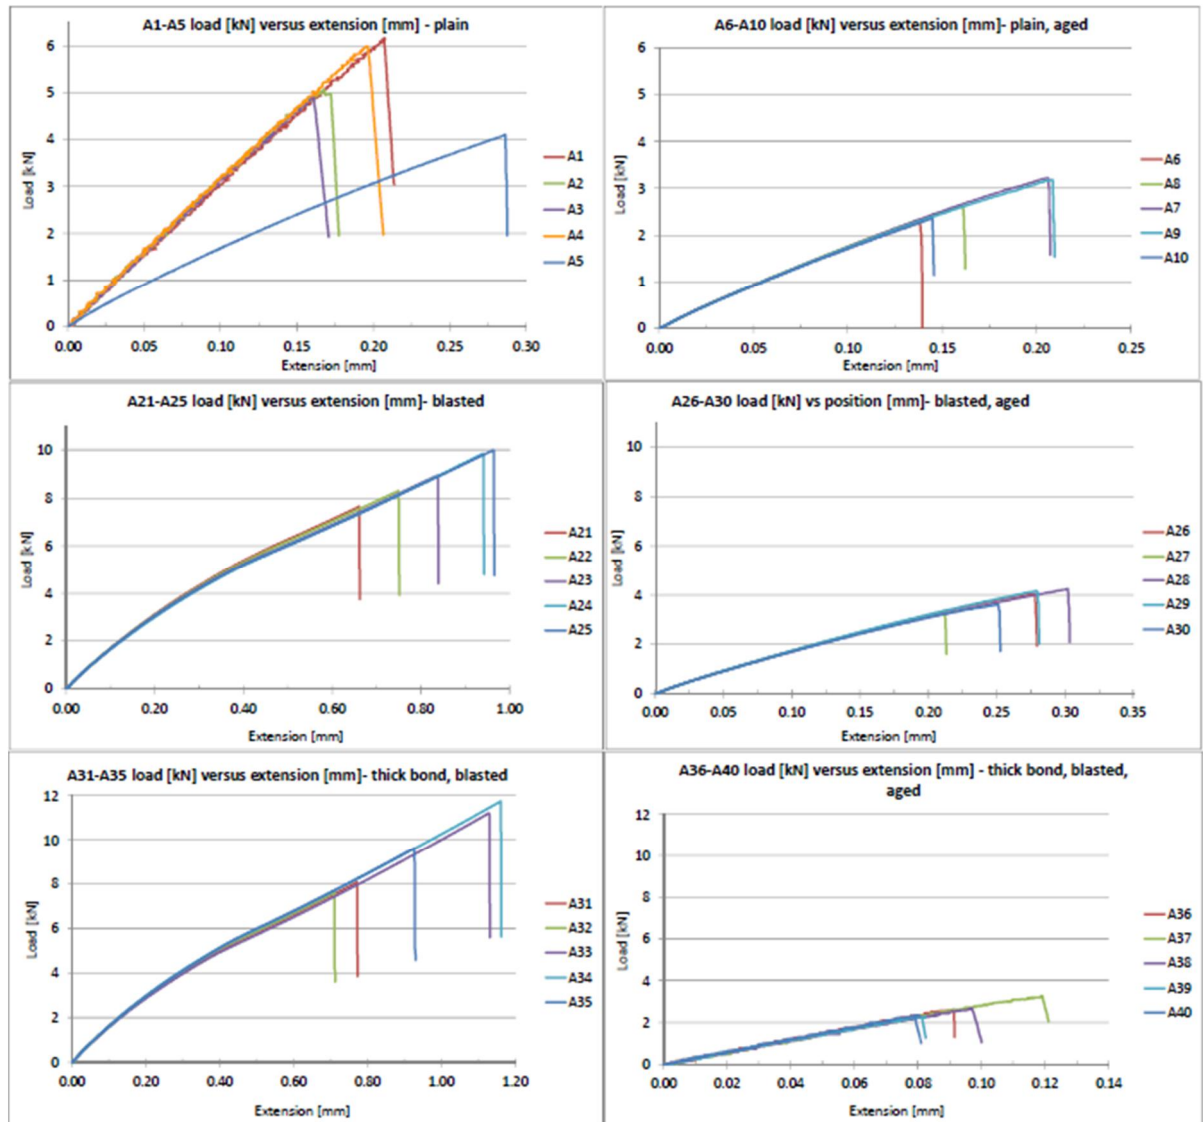 A1-A5 load [kN] versus extension [mm] - plain
6
5
4
3
2
1
0
Load [kN]
0.00 0.05 0.10 0.15 0.20 0.25 0.30
Extension [mm]
A1
A2
A3
A4
A5
A6-A10 load [kN] versus extension [mm]- plain, aged
6
5
4
3
2
1
0
Load [kN]
0.00 0.05 0.10 0.15 0.20 0.25
Extension [mm]
A6
A8
A7
A9
A10
A21-A25 load [kN] versus extension [mm]- blasted
10
8
6
4
2
0
Load [kN]
0.00 0.20 0.40 0.60 0.80 1.00
Extension [mm]
A21
A22
A23
A24
A25
A26-A30 load [kN] vs position [mm]- blasted, aged
10
8
6
4
2
0
Load [kN]
0.00 0.05 0.10 0.15 0.20 0.25 0.30 0.35
Extension [mm]
A26
A27
A28
A29
A30
A31-A35 load [kN] versus extension [mm]- thick bond, blasted
12
10
8
6
4
2
0
Load [kN]
0.00 0.20 0.40 0.60 0.80 1.00 1.20
Extension [mm]
A31
A32
A33
A34
A35
A36-A40 load [kN] versus extension [mm] - thick bond, blasted,
aged
12
10
8
6
4
2
0
Load [kN]
0.00 0.02 0.04 0.06 0.08 0.10 0.12 0.14
Extension [mm]
A36
A37
A38
A39
A40